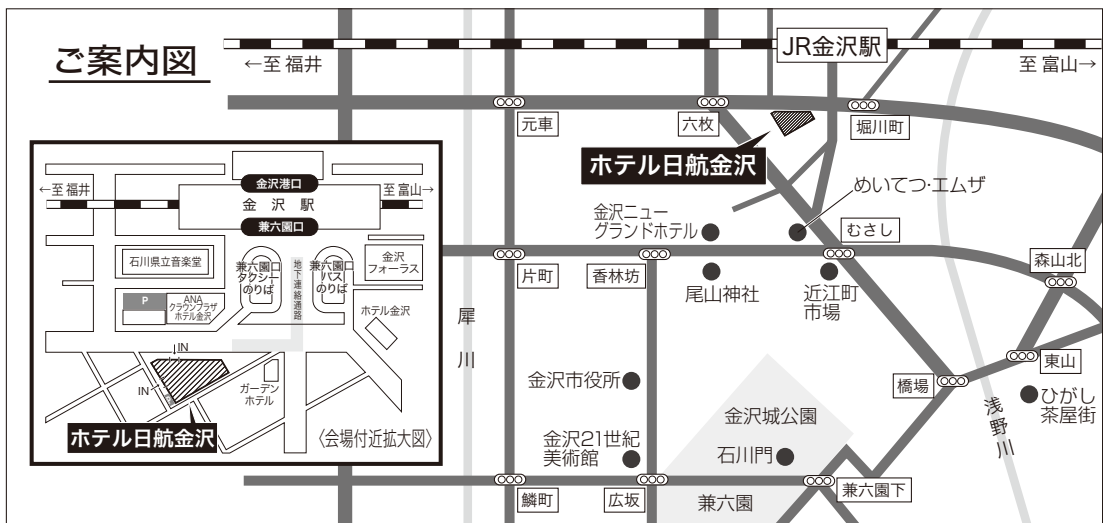 ご案内図
JR金沢駅
←至 福井
至 富山→
元車
六枚
堀川町
ホテル日航金沢
めいてつ・エムザ
金沢ニュー
グランドホテル
むさし
片町
香林坊
尾山神社
近江町
市場
森山北
犀川
金沢市役所
橋場
東山
ひがし
茶屋街
浅野川
金沢城公園
金沢21世紀
美術館
石川門
鱗町
広坂
兼六園
兼六園下
←至 福井
金沢港口
至 富山→
金沢駅
兼六園口
石川県立音楽堂
兼六園口
タクシー
のりば
地下連絡通路
兼六園口
バス
のりば
金沢
フォーラス
P
ANA
クラウンプラザ
ホテル金沢
ホテル金沢
IN
IN
ガーデン
ホテル
ホテル日航金沢
〈会場付近拡大図〉